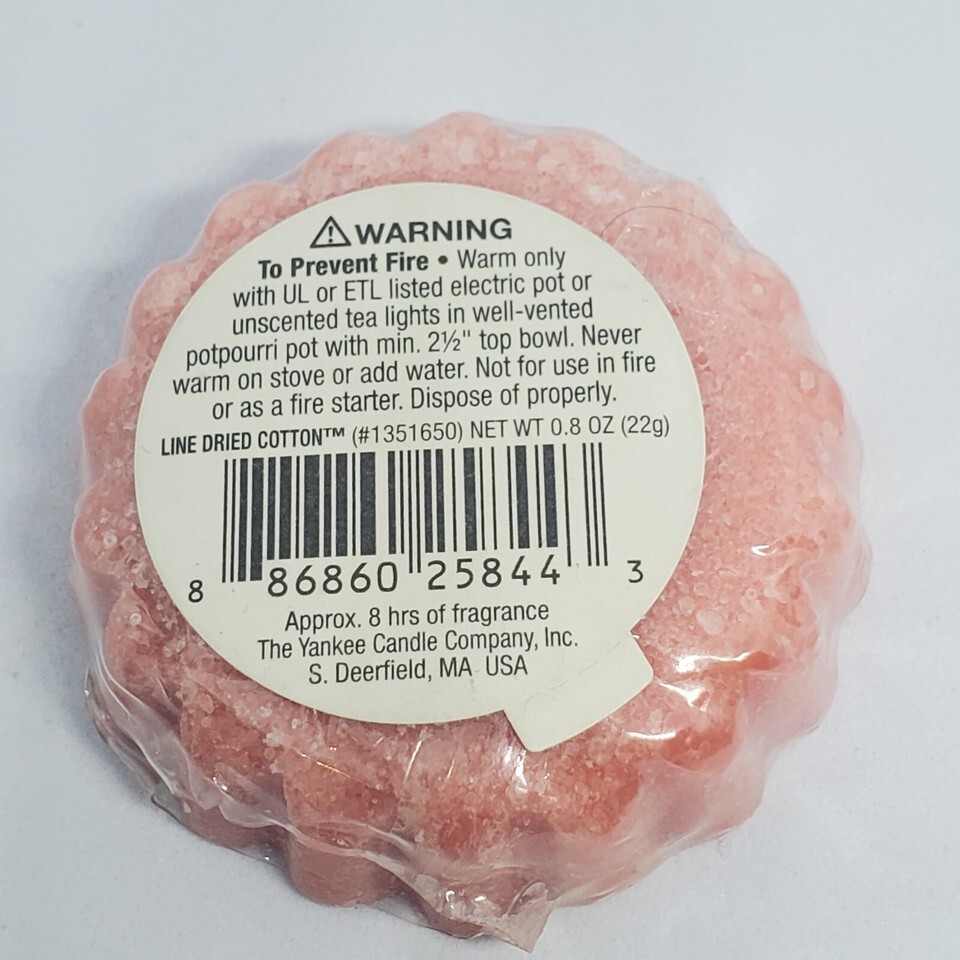 ⚠WARNING
To Prevent Fire • Warm only
with UL or ETL listed electric pot or
unscented tea lights in well-vented
potpourri pot with min. 2½" top bowl. Never
warm on stove or add water. Not for use in fire
or as a fire starter. Dispose of properly.
LINE DRIED COTTON™ (#1351650) NET WT 0.8 OZ (22g)
8 86860 25844 3
Approx. 8 hrs of fragrance
The Yankee Candle Company, Inc.
S. Deerfield, MA USA